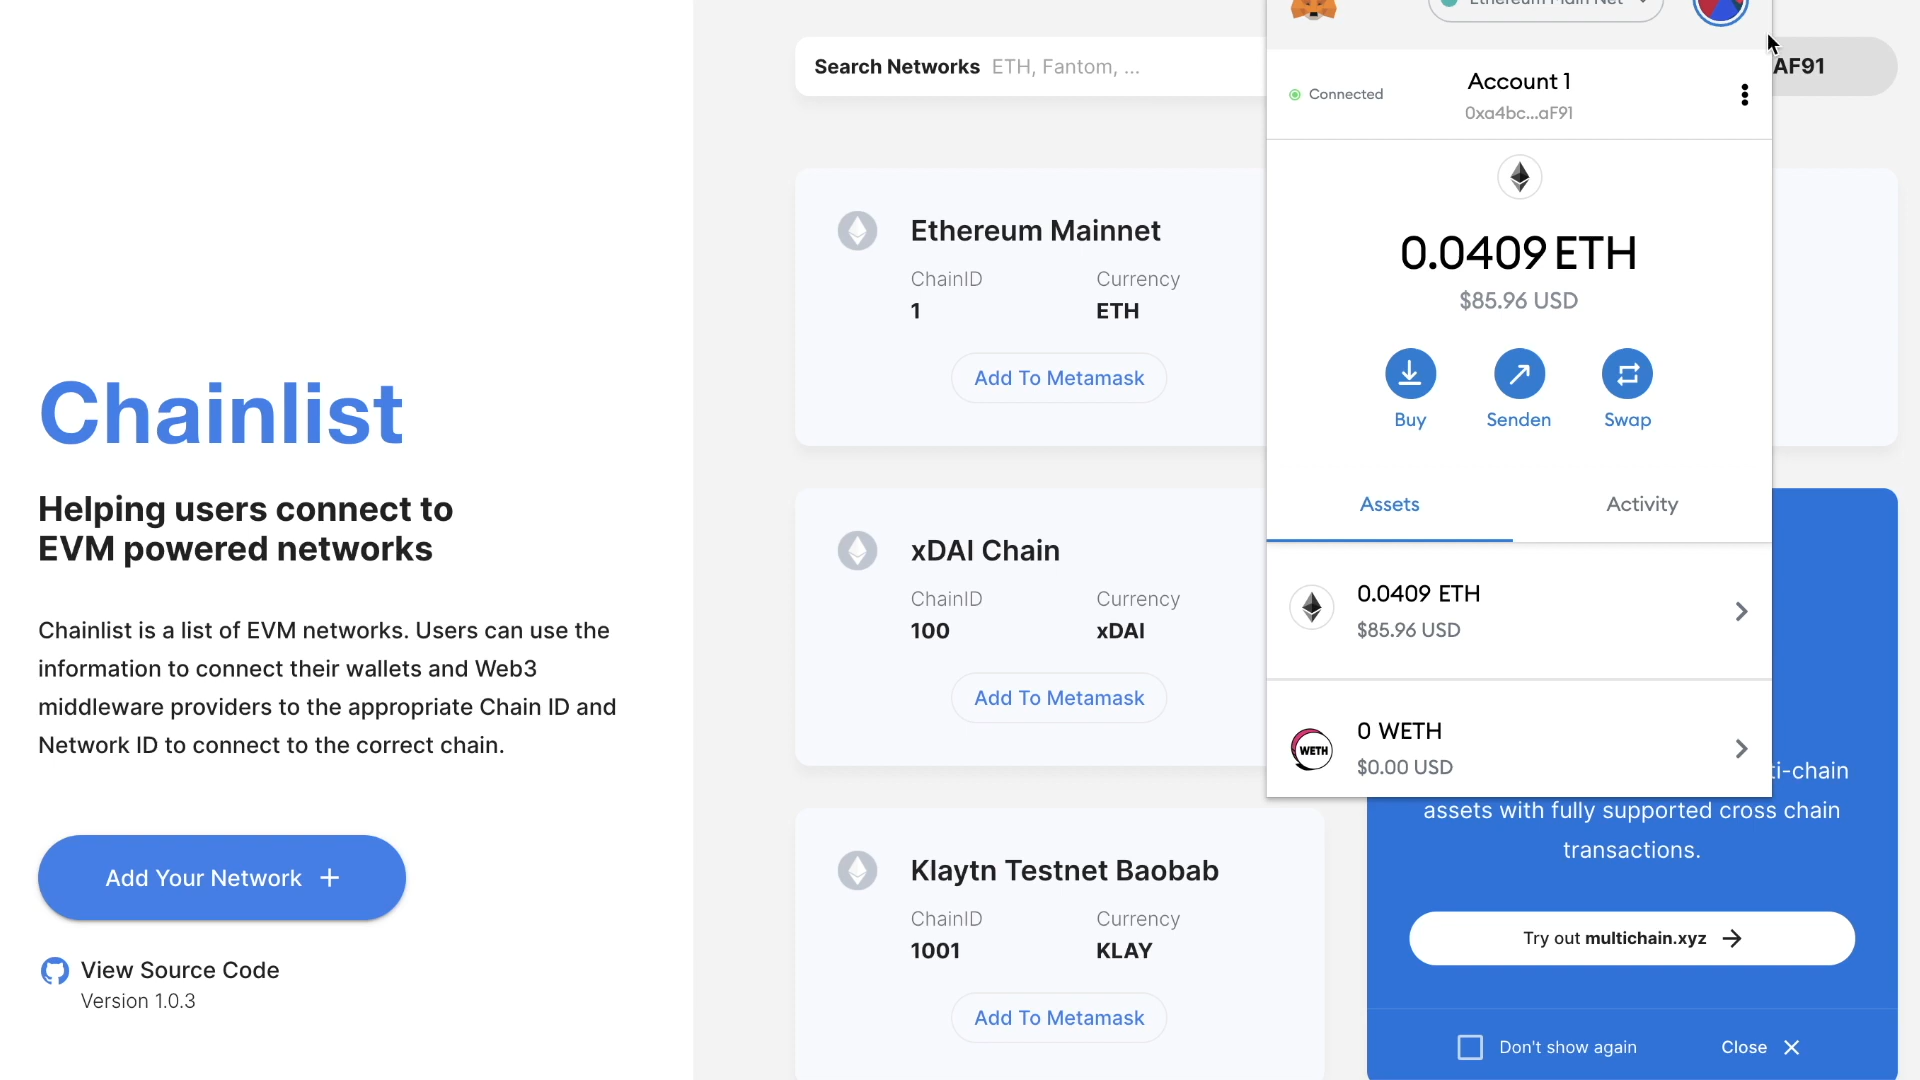 Chainlist
Helping users connect to
EVM powered networks
Chainlist is a list of EVM networks. Users can use the
information to connect their wallets and Web3
middleware providers to the appropriate Chain ID and
Network ID to connect to the correct chain.
Add Your Network +
View Source Code
Version 1.0.3
Search Networks ETH, Fantom, ...
AF91
Ethereum Mainnet
ChainID Currency
1 ETH
Add To Metamask
xDAI Chain
ChainID Currency
100 xDAI
Add To Metamask
Klaytn Testnet Baobab
ChainID Currency
1001 KLAY
Add To Metamask
Ethereum Main Net
Connected
Account 1
0xa4bc...aF91
0.0409 ETH
$85.96 USD
Buy Senden Swap
Assets Activity
0.0409 ETH
$85.96 USD
WETH
0 WETH
$0.00 USD
ti-chain
assets with fully supported cross chain
transactions.
Try out multichain.xyz
Don't show again Close